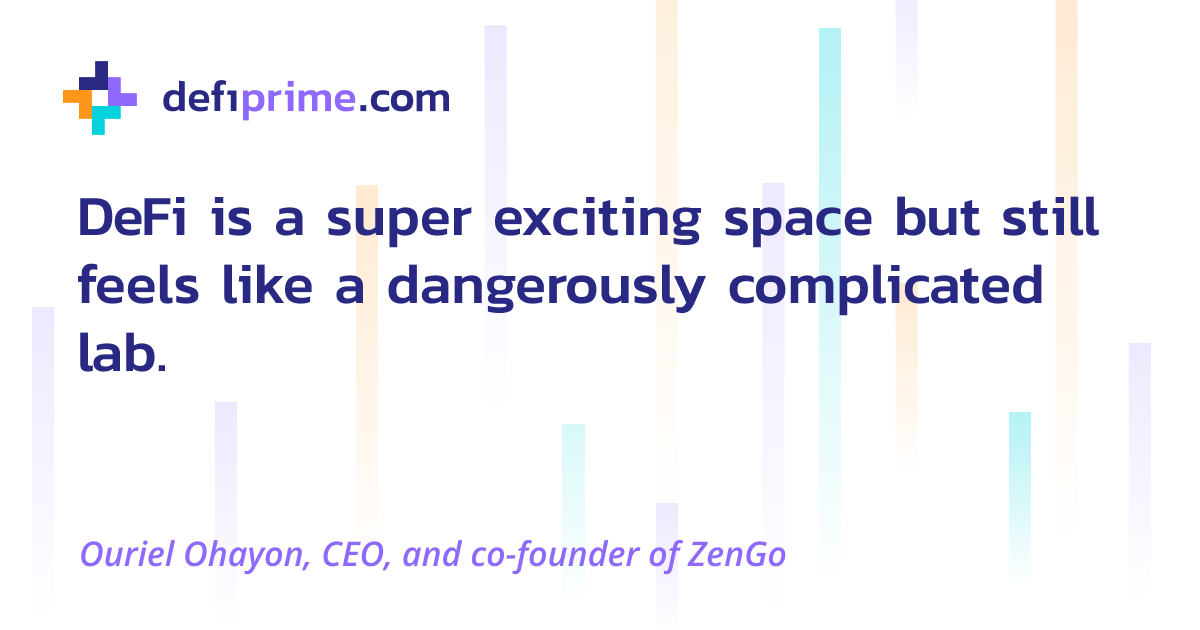 defiprime.com
DeFi is a super exciting space but still
feels like a dangerously complicated
lab.
Ouriel Ohayon, CEO, and co-founder of ZenGo